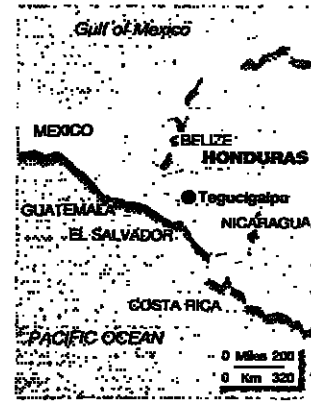 Gulf of Mexico
MEXICO
BELIZE
HONDURAS
Tegucigalpa
GUATEMALA
NICARAGUA
EL SALVADOR
COSTA RICA
PACIFIC OCEAN
0 Miles 200
0 Km 320